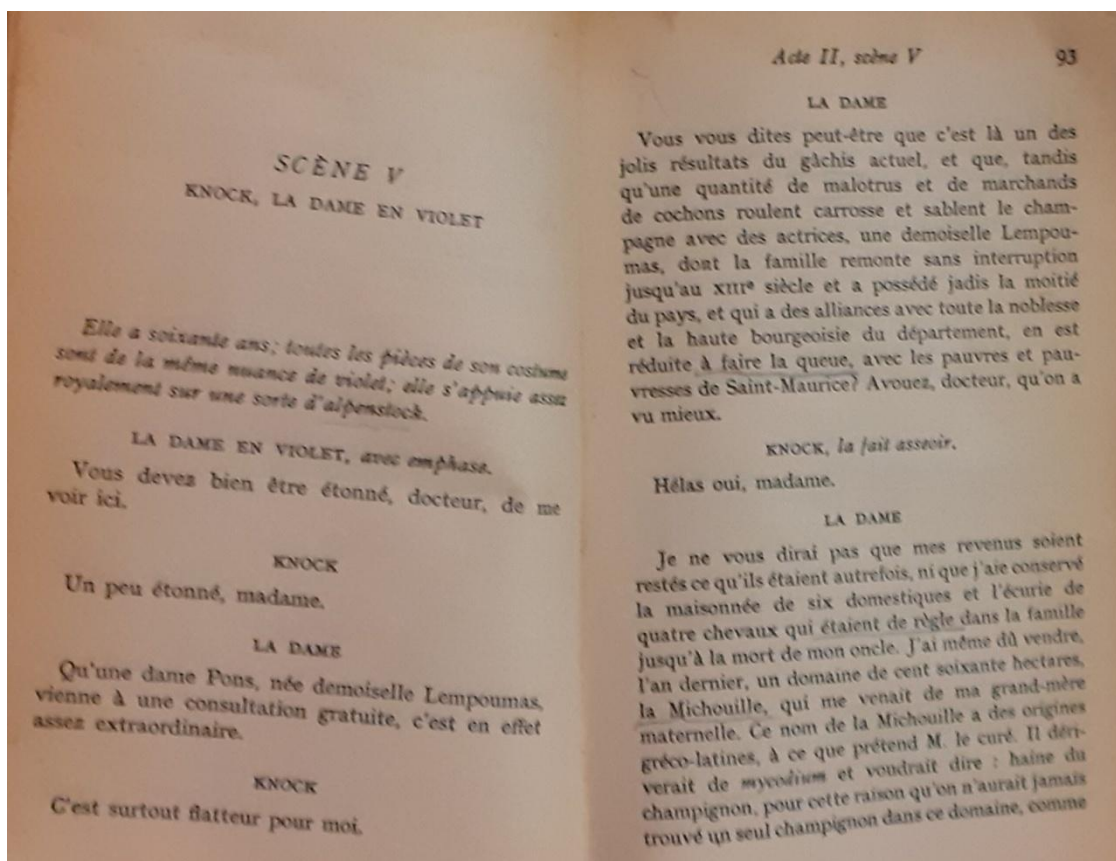 SCÈNE V
KNOCK, LA DAME EN VIOLET
Elle a soixante ans; toutes les pièces de son costume
sont de la même nuance de violet; elle s'appuie assez
royalement sur une sorte d'alpenstock.
LA DAME EN VIOLET, avec emphase.
Vous devez bien être étonné, docteur, de me
voir ici.
KNOCK
Un peu étonné, madame.
LA DAME
Qu'une dame Pons, née demoiselle Lempoumas,
vienne à une consultation gratuite, c'est en effet
assez extraordinaire.
KNOCK
C'est surtout flatteur pour moi.
Acte II, scène V 93
LA DAME
Vous vous dites peut-être que c'est là un des
jolis résultats du gâchis actuel, et que, tandis
qu'une quantité de malotrus et de marchands
de cochons roulent carrosse et sablent le cham-
pagne avec des actrices, une demoiselle Lempou-
mas, dont la famille remonte sans interruption
jusqu'au XIIIe siècle et a possédé jadis la moitié
du pays, et qui a des alliances avec toute la noblesse
et la haute bourgeoisie du département, en est
réduite à faire la queue, avec les pauvres et pau-
vresses de Saint-Maurice? Avouez, docteur, qu'on a
vu mieux.
KNOCK, la fait asseoir.
Hélas oui, madame.
LA DAME
Je ne vous dirai pas que mes revenus soient
restés ce qu'ils étaient autrefois, ni que j'aie conservé
la maisonnée de six domestiques et l'écurie de
quatre chevaux qui étaient de règle dans la famille
jusqu'à la mort de mon oncle. J'ai même dû vendre,
l'an dernier, un domaine de cent soixante hectares,
la Michouille, qui me venait de ma grand-mère
maternelle. Ce nom de la Michouille a des origines
gréco-latines, à ce que prétend M. le curé. Il déri-
verait de mycodium et voudrait dire : haine du
champignon, pour cette raison qu'on n'aurait jamais
trouvé un seul champignon dans ce domaine, comme